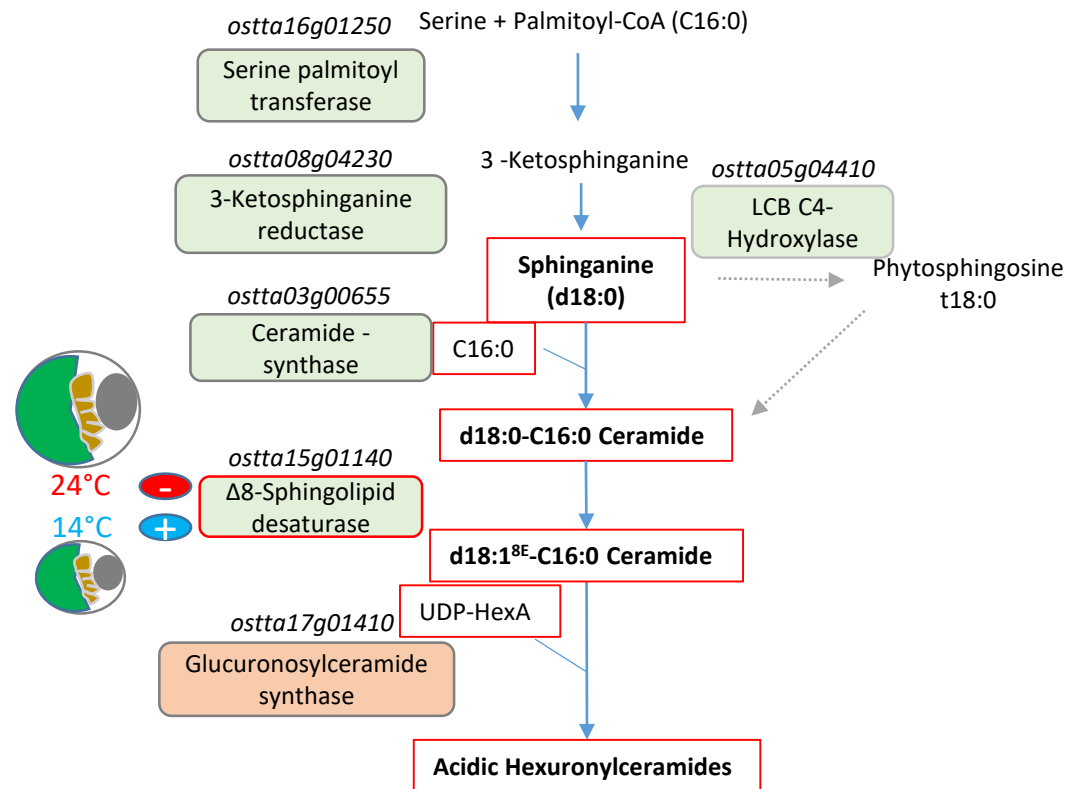 ostta16g01250
Serine + Palmitoyl-CoA (C16:0)
Serine palmitoyl
transferase
ostta08g04230
3 -Ketosphinganine
ostta05g04410
3-Ketosphinganine
reductase
LCB C4-
Hydroxylase
Sphinganine
(d18:0)
Phytosphingosine
t18:0
ostta03g00655
Ceramide -
synthase
C16:0
d18:0-C16:0 Ceramide
ostta15g01140
24°C
-
Δ8-Sphingolipid
desaturase
14°C
+
d18:1⁸ᴱ-C16:0 Ceramide
UDP-HexA
ostta17g01410
Glucuronosylceramide
synthase
Acidic Hexuronylceramides